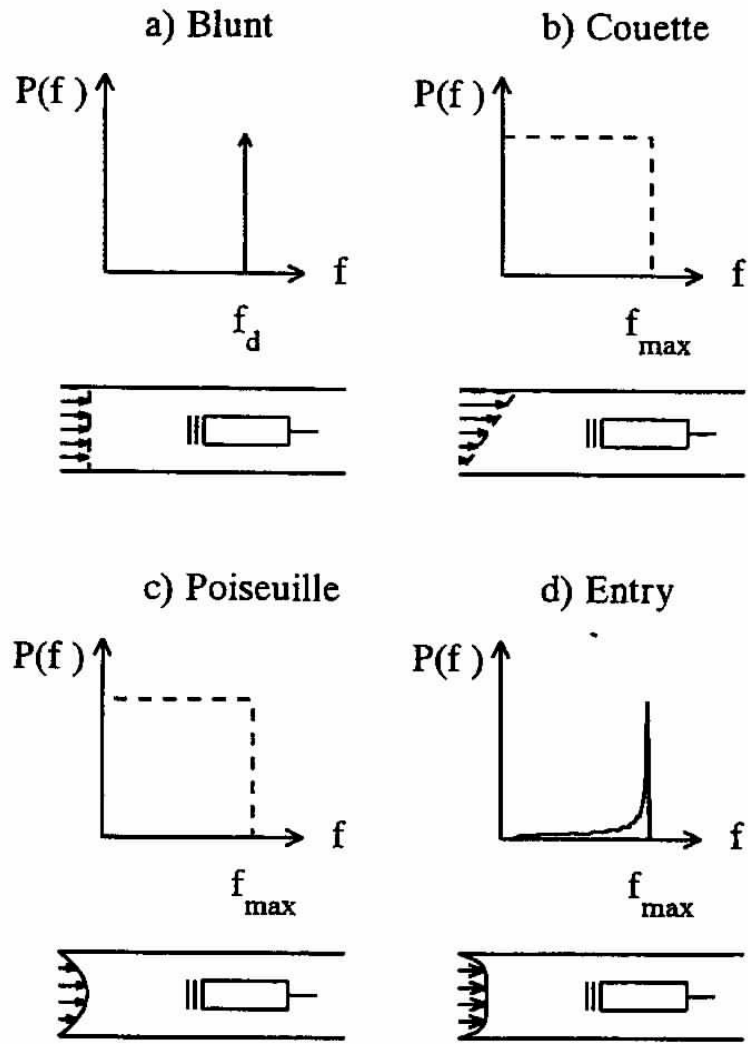 a) Blunt
b) Couette
P(f)
P(f)
f
f
f_d
f_max
c) Poiseuille
d) Entry
P(f)
P(f)
f
f
f_max
f_max